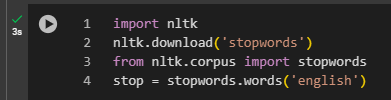 3s
1 import nltk
2 nltk.download('stopwords')
3 from nltk.corpus import stopwords
4 stop = stopwords.words('english')